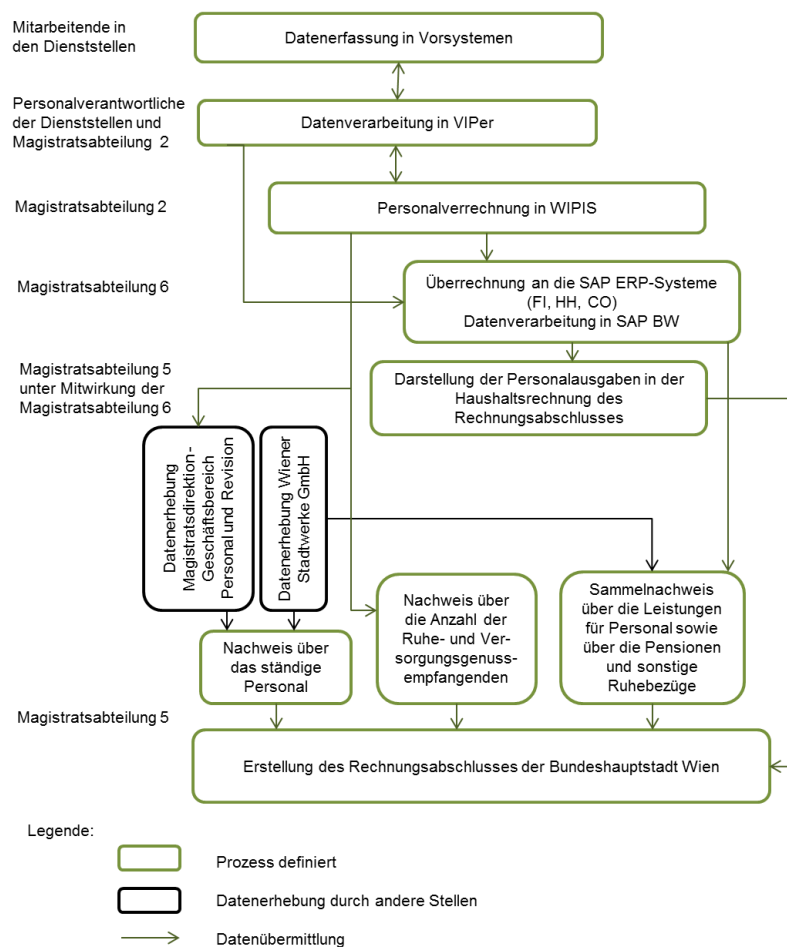 Mitarbeitende in
den Dienststellen
Datenerfassung in Vorsystemen
Personalverantwortliche
der Dienststellen und
Magistratsabteilung 2
Datenverarbeitung in VIPer
Magistratsabteilung 2
Personalverrechnung in WIPIS
Magistratsabteilung 6
Überrechnung an die SAP ERP-Systeme
(FI, HH, CO)
Datenverarbeitung in SAP BW
Magistratsabteilung 5
unter Mitwirkung der
Magistratsabteilung 6
Darstellung der Personalausgaben in der
Haushaltsrechnung des
Rechnungsabschlusses
Datenerhebung
Magistratsdirektion-
Geschäftsbereich
Personal und Revision
Datenerhebung Wiener
Stadtwerke GmbH
Nachweis über
das ständige
Personal
Nachweis über
die Anzahl der
Ruhe- und Ver-
sorgungsgenuss-
empfangenden
Sammelnachweis
über die Leistungen
für Personal sowie
über die Pensionen
und sonstige
Ruhebezüge
Magistratsabteilung 5
Erstellung des Rechnungsabschlusses der Bundeshauptstadt Wien
Legende:
Prozess definiert
Datenerhebung durch andere Stellen
Datenübermittlung